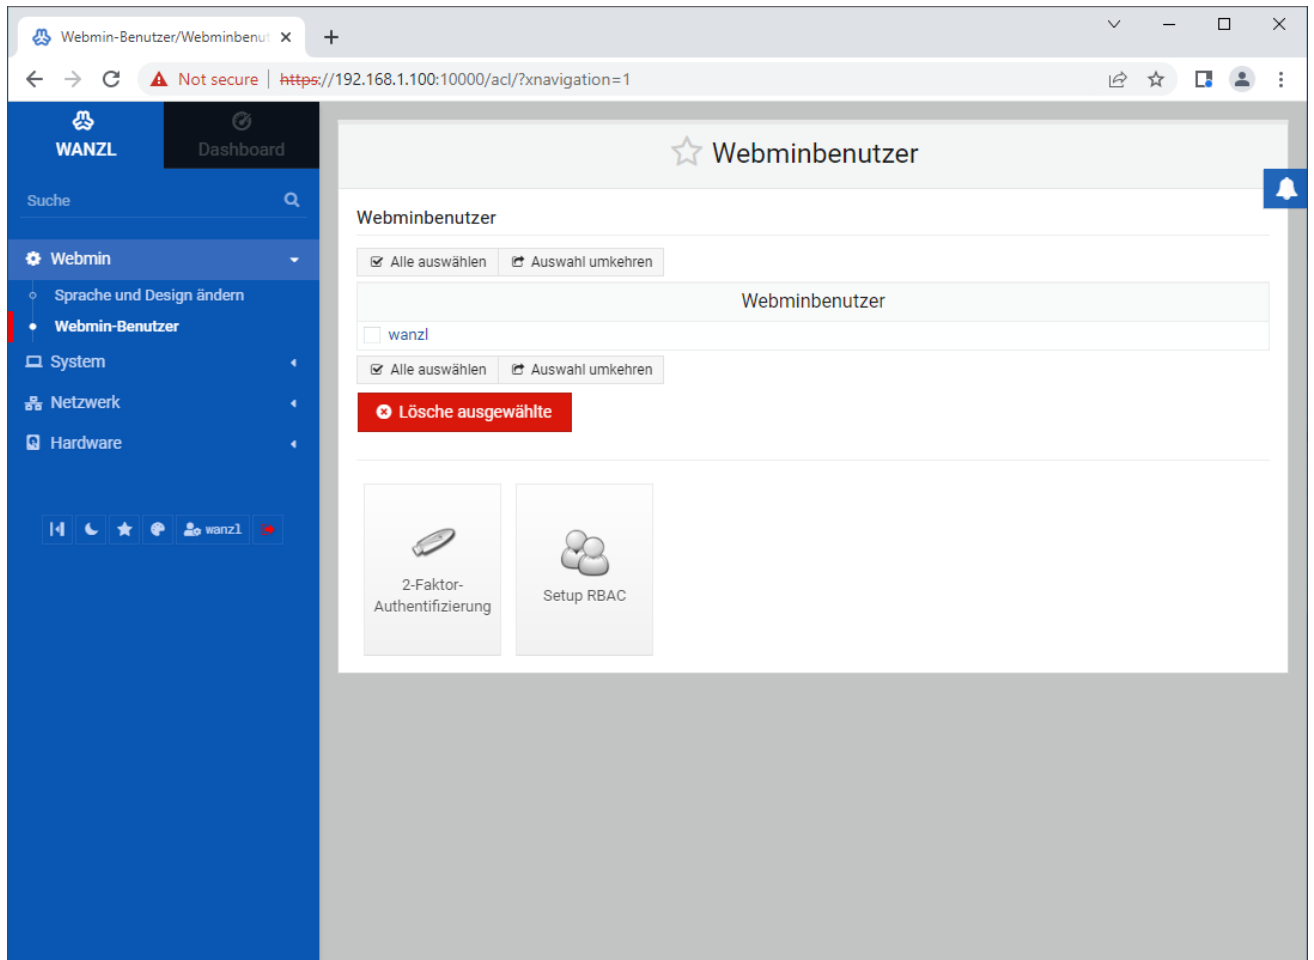 Webmin-Benutzer/Webminbenut
Not secure | https://192.168.1.100:10000/acl/?xnavigation=1
WANZL
Dashboard
Suche
Webmin
Sprache und Design ändern
Webmin-Benutzer
System
Netzwerk
Hardware
wanzl
Webminbenutzer
Webminbenutzer
Alle auswählen
Auswahl umkehren
Webminbenutzer
wanzl
Alle auswählen
Auswahl umkehren
Lösche ausgewählte
2-Faktor-
Authentifizierung
Setup RBAC